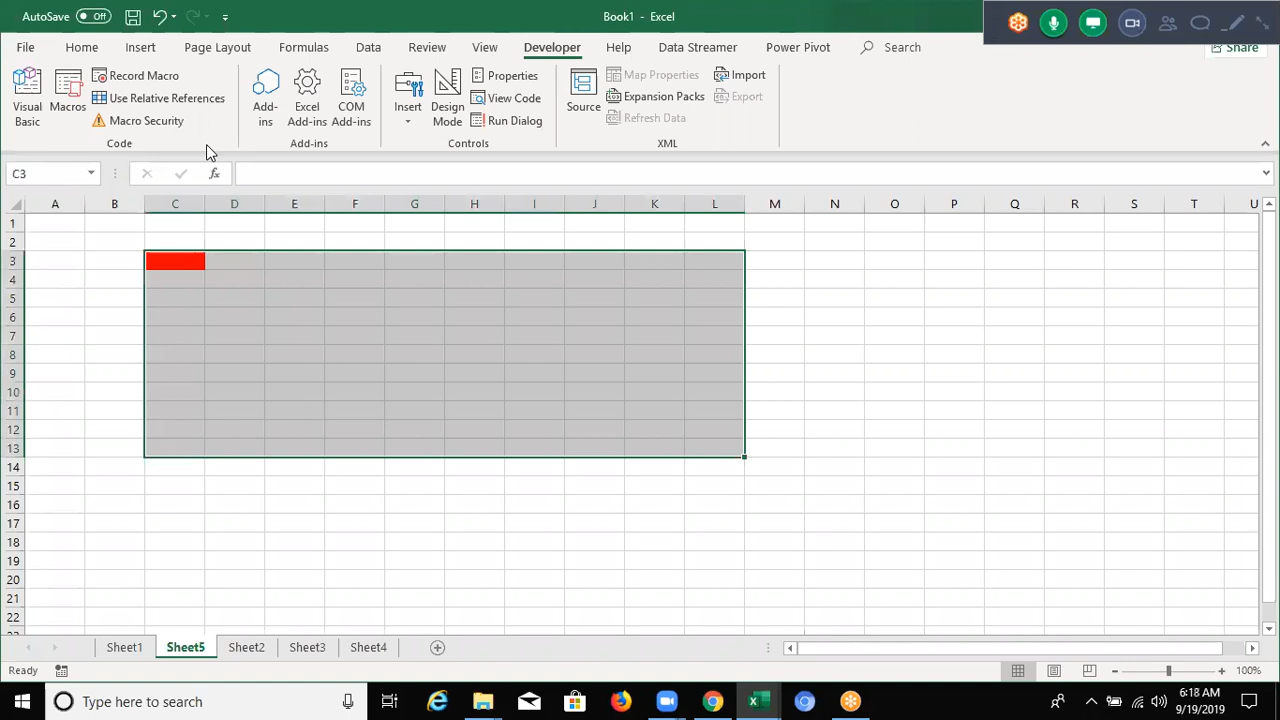 AutoSave Off Book1 - Excel
File Home Insert Page Layout Formulas Data Review View Developer Help Data Streamer Power Pivot Search Share
Visual Basic
Macros
Record Macro
Use Relative References
Macro Security
Code
Add-ins
Excel Add-ins
COM Add-ins
Add-ins
Insert
Design Mode
Properties
View Code
Run Dialog
Controls
Source
Map Properties
Expansion Packs
Refresh Data
Import
Export
XML
C3 fx
A B C D E F G H I J K L M N O P Q R S T U
1
2
3
4
5
6
7
8
9
10
11
12
13
14
15
16
17
18
19
20
21
22
Sheet1 Sheet5 Sheet2 Sheet3 Sheet4
Ready 100%
Type here to search 6:18 AM
9/19/2019